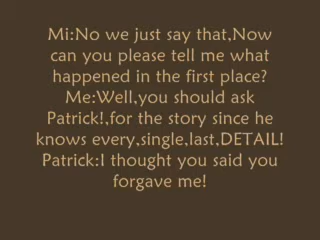 Mi:No we just say that,Now
can you please tell me what
happened in the first place?
Me:Well,you should ask
Patrick!,for the story since he
knows every,single,last,DETAIL!
Patrick:I thought you said you
forgave me!